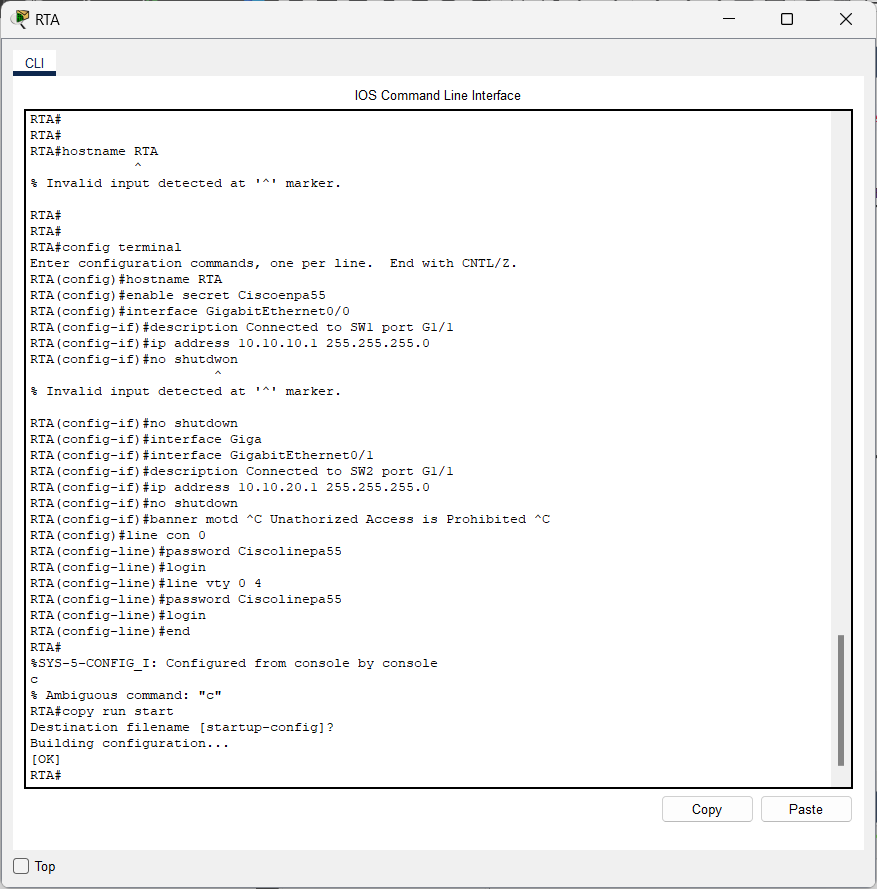 RTA
CLI
IOS Command Line Interface
RTA#
RTA#
RTA#hostname RTA
^
% Invalid input detected at '^' marker.
RTA#
RTA#
RTA#config terminal
Enter configuration commands, one per line.  End with CNTL/Z.
RTA(config)#hostname RTA
RTA(config)#enable secret Ciscoenpa55
RTA(config)#interface GigabitEthernet0/0
RTA(config-if)#description Connected to SW1 port G1/1
RTA(config-if)#ip address 10.10.10.1 255.255.255.0
RTA(config-if)#no shutdwon
^
% Invalid input detected at '^' marker.
RTA(config-if)#no shutdown
RTA(config-if)#interface Giga
RTA(config-if)#interface GigabitEthernet0/1
RTA(config-if)#description Connected to SW2 port G1/1
RTA(config-if)#ip address 10.10.20.1 255.255.255.0
RTA(config-if)#no shutdown
RTA(config-if)#banner motd ^C Unathorized Access is Prohibited ^C
RTA(config)#line con 0
RTA(config-line)#password Ciscolinepa55
RTA(config-line)#login
RTA(config-line)#line vty 0 4
RTA(config-line)#password Ciscolinepa55
RTA(config-line)#login
RTA(config-line)#end
RTA#
%SYS-5-CONFIG_I: Configured from console by console
c
% Ambiguous command: "c"
RTA#copy run start
Destination filename [startup-config]?
Building configuration...
[OK]
RTA#
Copy
Paste
Top